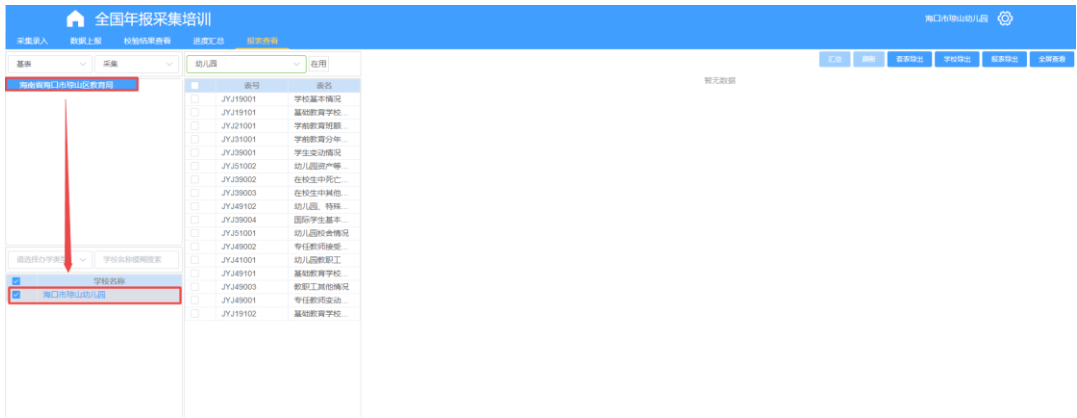 全国年报采集培训
海口市琼山幼儿园
采集录入 数据上报 校验结果查看 进度汇总 报表查看
基表 采集 幼儿园 在用 汇总 刷新 套表导出 学校导出 报表导出 全屏查看
海南省海口市琼山区教育局
暂无数据
表号 表名
JYJ19001 学校基本情况
JYJ19101 基础教育学校...
JYJ21001 学前教育班额...
JYJ31001 学前教育分年...
JYJ39001 学生变动情况
JYJ51002 幼儿园资产等...
JYJ39002 在校生中死亡...
JYJ39003 在校生中其他...
JYJ49102 幼儿园、特殊...
JYJ39004 国际学生基本...
JYJ51001 幼儿园校舍情况
JYJ49002 专任教师接受...
JYJ41001 幼儿园教职工
JYJ49101 基础教育学校...
JYJ49003 教职工其他情况
JYJ49001 专任教师变动...
JYJ19102 基础教育学校...
请选择办学类型 学校名称模糊搜索
学校名称
海口市琼山幼儿园